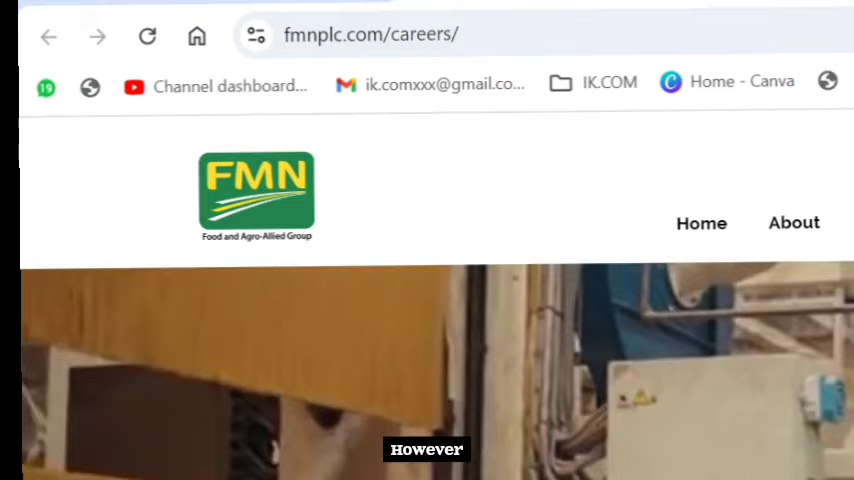 fmnplc.com/careers/
19
Channel dashboard...
ik.comxxx@gmail.co...
IK.COM
Home - Canva
FMN
Food and Agro-Allied Group
Home
About
However